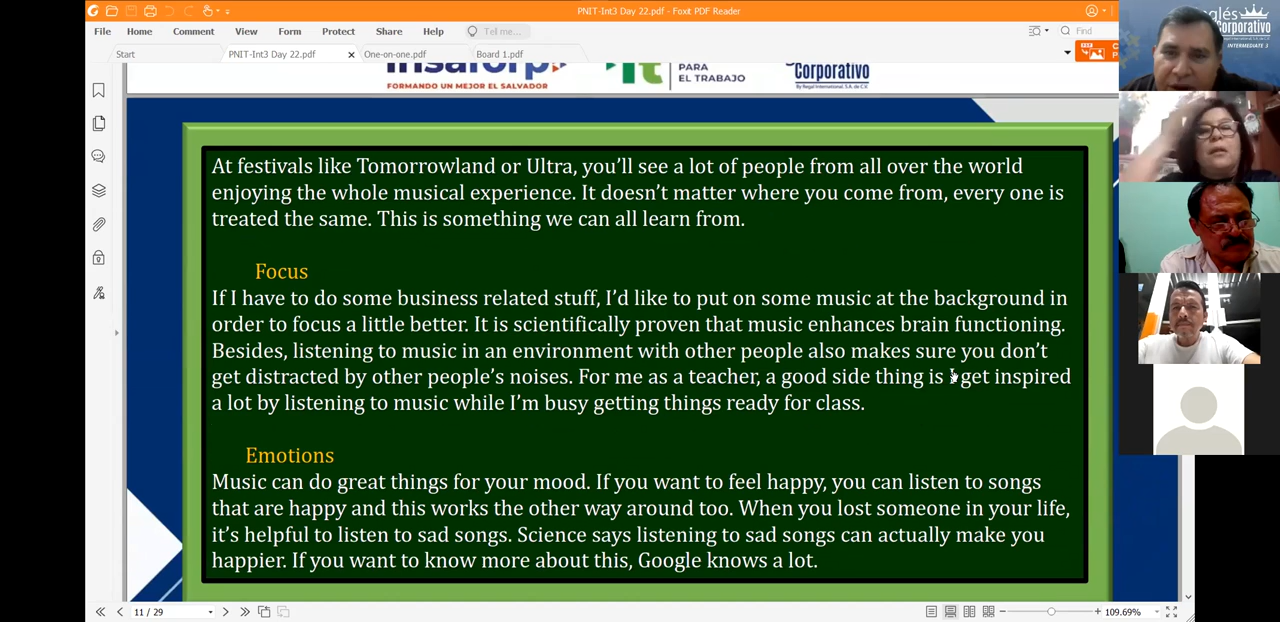 PNIT-Int3 Day 22.pdf - Foxit PDF Reader
File Home Comment View Form Protect Share Help Tell me... Find
Start PNIT-Int3 Day 22.pdf One-on-one.pdf Board 1.pdf
FORMANDO UN MEJOR EL SALVADOR
PARA
EL TRABAJO
Corporativo
By Regal International, S.A. de C.V.
At festivals like Tomorrowland or Ultra, you'll see a lot of people from all over the world
enjoying the whole musical experience. It doesn't matter where you come from, every one is
treated the same. This is something we can all learn from.
Focus
If I have to do some business related stuff, I'd like to put on some music at the background in
order to focus a little better. It is scientifically proven that music enhances brain functioning.
Besides, listening to music in an environment with other people also makes sure you don't
get distracted by other people's noises. For me as a teacher, a good side thing is I get inspired
a lot by listening to music while I'm busy getting things ready for class.
Emotions
Music can do great things for your mood. If you want to feel happy, you can listen to songs
that are happy and this works the other way around too. When you lost someone in your life,
it's helpful to listen to sad songs. Science says listening to sad songs can actually make you
happier. If you want to know more about this, Google knows a lot.
11 / 29
109.69%
Corporativo
INTERMEDIATE 3